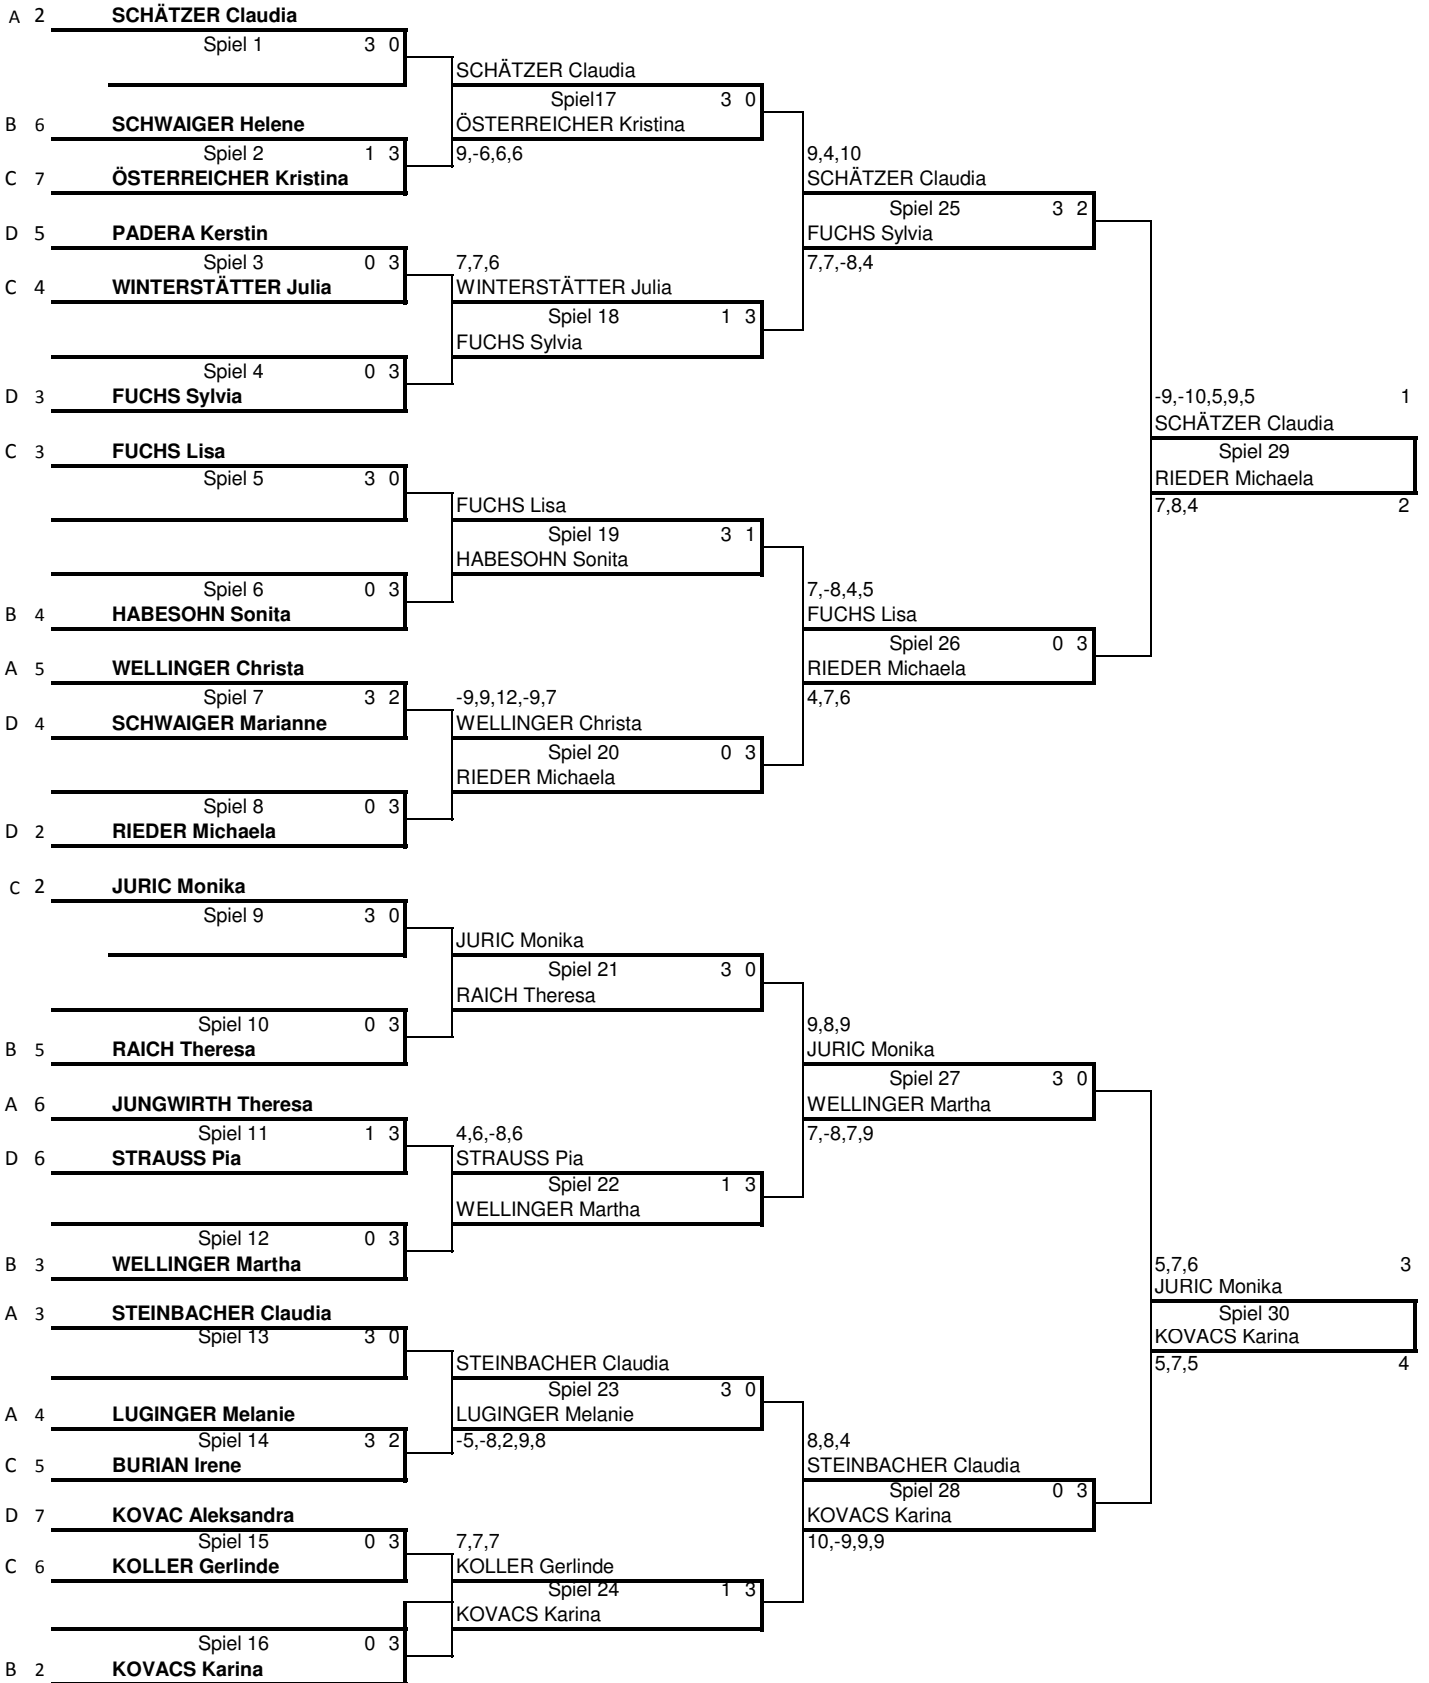 A 2 SCHÄTZER Claudia
Spiel 1 3 0
SCHÄTZER Claudia
Spiel17 3 0
B 6 SCHWAIGER Helene
ÖSTERREICHER Kristina
Spiel 2 1 3
9,-6,6,6
9,4,10
C 7 ÖSTERREICHER Kristina
SCHÄTZER Claudia
Spiel 25 3 2
D 5 PADERA Kerstin
FUCHS Sylvia
Spiel 3 0 3
7,7,6
7,7,-8,4
C 4 WINTERSTÄTTER Julia
WINTERSTÄTTER Julia
Spiel 18 1 3
FUCHS Sylvia
Spiel 4 0 3
D 3 FUCHS Sylvia
-9,-10,5,9,5 1
SCHÄTZER Claudia
C 3 FUCHS Lisa
Spiel 29
Spiel 5 3 0
RIEDER Michaela
FUCHS Lisa
7,8,4 2
Spiel 19 3 1
HABESOHN Sonita
Spiel 6 0 3
7,-8,4,5
B 4 HABESOHN Sonita
FUCHS Lisa
Spiel 26 0 3
A 5 WELLINGER Christa
RIEDER Michaela
Spiel 7 3 2
-9,9,12,-9,7
4,7,6
D 4 SCHWAIGER Marianne
WELLINGER Christa
Spiel 20 0 3
RIEDER Michaela
Spiel 8 0 3
D 2 RIEDER Michaela
C 2 JURIC Monika
Spiel 9 3 0
JURIC Monika
Spiel 21 3 0
RAICH Theresa
Spiel 10 0 3
9,8,9
B 5 RAICH Theresa
JURIC Monika
Spiel 27 3 0
A 6 JUNGWIRTH Theresa
WELLINGER Martha
Spiel 11 1 3
4,6,-8,6
7,-8,7,9
D 6 STRAUSS Pia
STRAUSS Pia
Spiel 22 1 3
WELLINGER Martha
Spiel 12 0 3
B 3 WELLINGER Martha
5,7,6 3
JURIC Monika
A 3 STEINBACHER Claudia
Spiel 30
Spiel 13 3 0
KOVACS Karina
STEINBACHER Claudia
5,7,5 4
Spiel 23 3 0
A 4 LUGINGER Melanie
LUGINGER Melanie
Spiel 14 3 2
-5,-8,2,9,8
8,8,4
C 5 BURIAN Irene
STEINBACHER Claudia
Spiel 28 0 3
D 7 KOVAC Aleksandra
KOVACS Karina
Spiel 15 0 3
7,7,7
10,-9,9,9
C 6 KOLLER Gerlinde
KOLLER Gerlinde
Spiel 24 1 3
KOVACS Karina
Spiel 16 0 3
B 2 KOVACS Karina